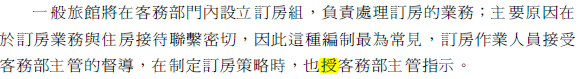 一般旅館將在客務部門內設立訂房組，負責處理訂房的業務；主要原因在
於訂房業務與住房接待聯繫密切，因此這種編制最為常見，訂房作業人員接受
客務部主管的督導，在制定訂房策略時，也授客務部主管指示。